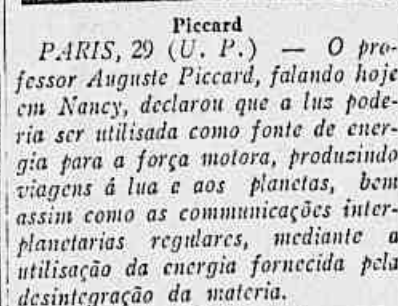 Piccard
PARIS, 29 (U. P.) — O pro-
fessor Auguste Piccard, falando hoje
em Nancy, declarou que a luz pode-
ria ser utilisada como fonte de ener-
gia para a força motora, produzindo
viagens á lua e aos planetas, bem
assim como as communicações inter-
planetarias regulares, mediante a
utilisação da energia fornecida pela
desintegração da materia.